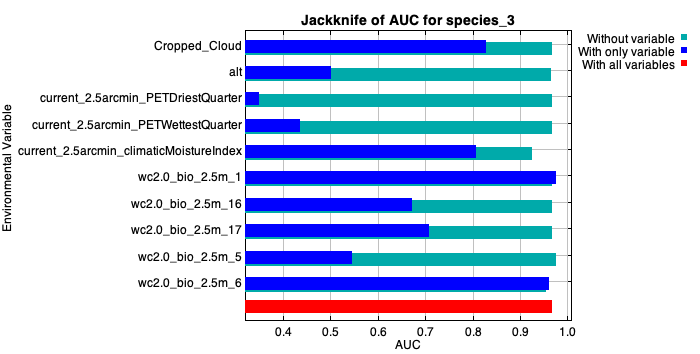 Jackknife of AUC for species_3
Without variable
With only variable
With all variables
Environmental Variable
Cropped_Cloud
alt
current_2.5arcmin_PETDriestQuarter
current_2.5arcmin_PETWettestQuarter
current_2.5arcmin_climaticMoistureIndex
wc2.0_bio_2.5m_1
wc2.0_bio_2.5m_16
wc2.0_bio_2.5m_17
wc2.0_bio_2.5m_5
wc2.0_bio_2.5m_6
0.4 0.5 0.6 0.7 0.8 0.9 1.0
AUC